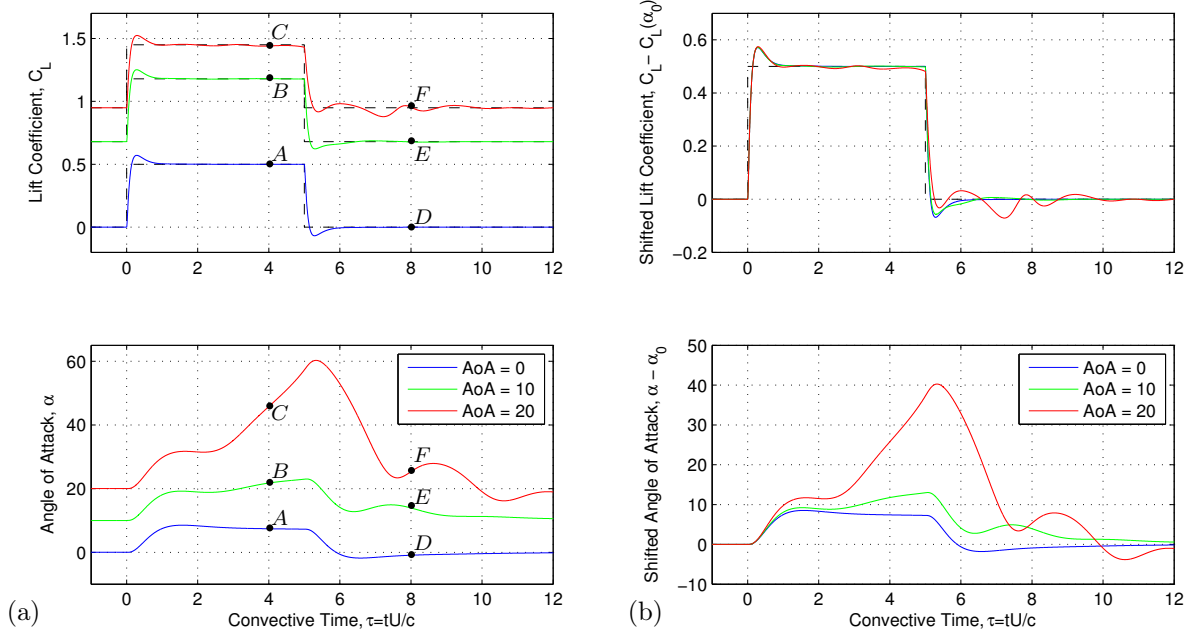 Lift Coefficient, C_L
1.5
1
0.5
0
C
B
A
F
E
D
0 2 4 6 8 10 12
Shifted Lift Coefficient, C_L − C_L(α_0)
0.6
0.4
0.2
0
−0.2
0 2 4 6 8 10 12
Angle of Attack, α
60
40
20
0
AoA = 0
AoA = 10
AoA = 20
C
B
A
F
E
D
0 2 4 6 8 10 12
Convective Time, τ=tU/c
(a)
Shifted Angle of Attack, α − α_0
50
40
30
20
10
0
−10
AoA = 0
AoA = 10
AoA = 20
0 2 4 6 8 10 12
Convective Time, τ=tU/c
(b)